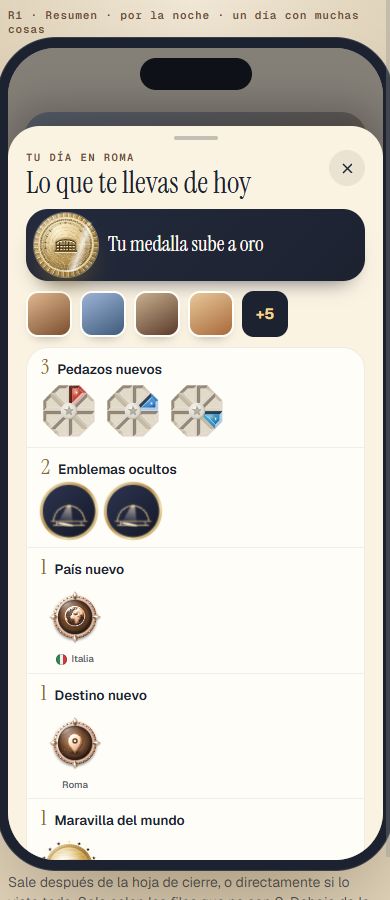 R1 · Resumen · por la noche · un día con muchas
cosas
TU DÍA EN ROMA
Lo que te llevas de hoy
Tu medalla sube a oro
+5
3 Pedazos nuevos
2 Emblemas ocultos
1 País nuevo
Italia
1 Destino nuevo
Roma
1 Maravilla del mundo
Sale después de la hoja de cierre, o directamente si lo